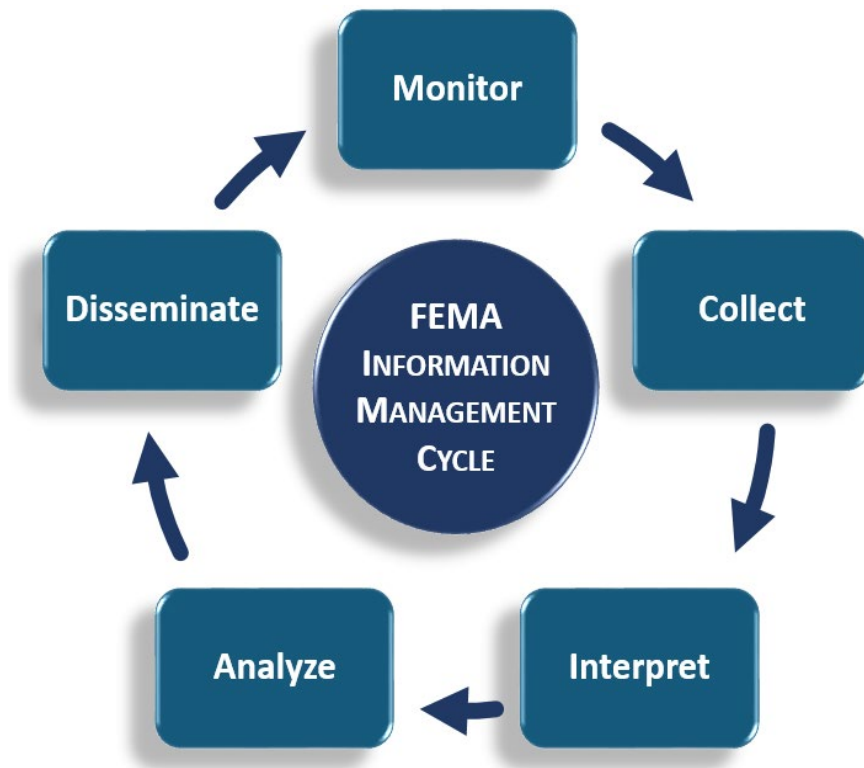 Monitor
Disseminate
Collect
FEMA
INFORMATION
MANAGEMENT
CYCLE
Analyze
Interpret